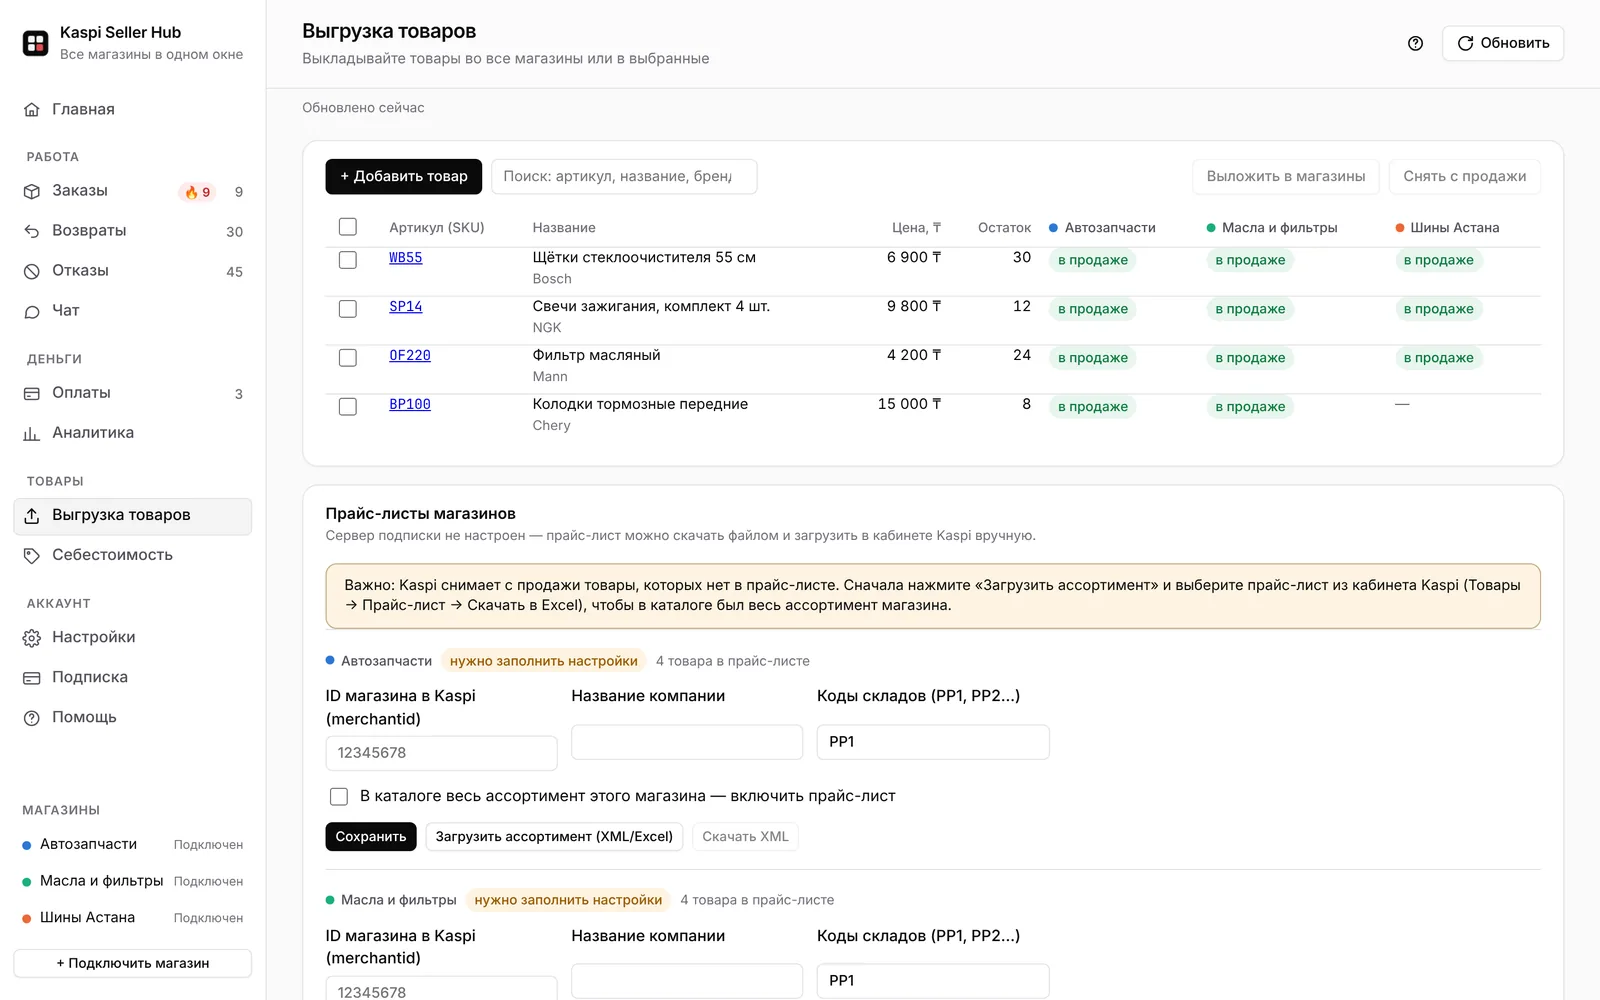 Kaspi Seller Hub
Все магазины в одном окне
Главная
РАБОТА
Заказы 🔥 9 9
Возвраты 30
Отказы 45
Чат
ДЕНЬГИ
Оплаты 3
Аналитика
ТОВАРЫ
Выгрузка товаров
Себестоимость
АККАУНТ
Настройки
Подписка
Помощь
МАГАЗИНЫ
Автозапчасти Подключен
Масла и фильтры Подключен
Шины Астана Подключен
+ Подключить магазин
Выгрузка товаров
Выкладывайте товары во все магазины или в выбранные
Обновить
Обновлено сейчас
+ Добавить товар Поиск: артикул, название, бренд Выложить в магазины Снять с продажи
Артикул (SKU) Название Цена, ₸ Остаток Автозапчасти Масла и фильтры Шины Астана
WB55 Щётки стеклоочистителя 55 см 6 900 ₸ 30 в продаже в продаже в продаже
Bosch
SP14 Свечи зажигания, комплект 4 шт. 9 800 ₸ 12 в продаже в продаже в продаже
NGK
OF220 Фильтр масляный 4 200 ₸ 24 в продаже в продаже в продаже
Mann
BP100 Колодки тормозные передние 15 000 ₸ 8 в продаже в продаже —
Chery
Прайс-листы магазинов
Сервер подписки не настроен — прайс-лист можно скачать файлом и загрузить в кабинете Kaspi вручную.
Важно: Kaspi снимает с продажи товары, которых нет в прайс-листе. Сначала нажмите «Загрузить ассортимент» и выберите прайс-лист из кабинета Kaspi (Товары
→ Прайс-лист → Скачать в Excel), чтобы в каталоге был весь ассортимент магазина.
Автозапчасти нужно заполнить настройки 4 товара в прайс-листе
ID магазина в Kaspi Название компании Коды складов (PP1, PP2…)
(merchantid)
12345678 PP1
В каталоге весь ассортимент этого магазина — включить прайс-лист
Сохранить Загрузить ассортимент (XML/Excel) Скачать XML
Масла и фильтры нужно заполнить настройки 4 товара в прайс-листе
ID магазина в Kaspi Название компании Коды складов (PP1, PP2…)
(merchantid)
12345678 PP1